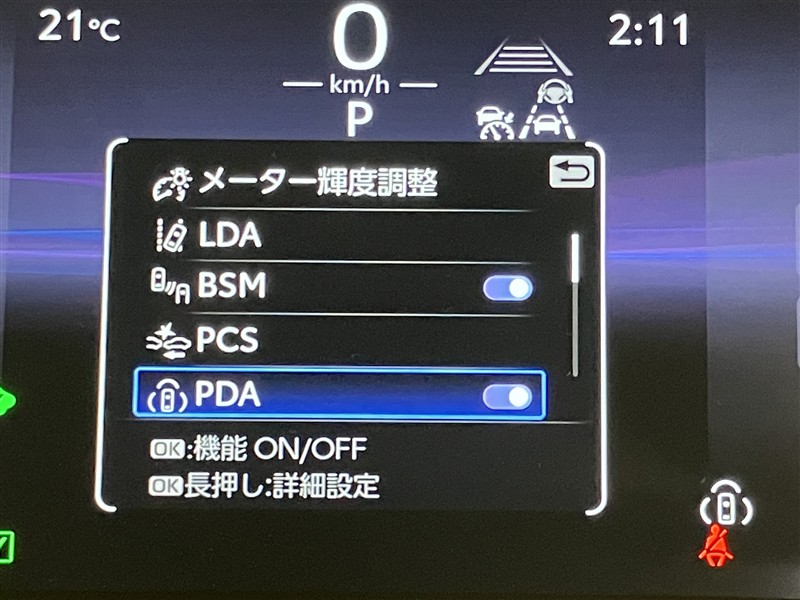 21℃
0
2:11
km/h
P
メーター輝度調整
LDA
BSM
PCS
PDA
OK:機能 ON/OFF
OK長押し:詳細設定